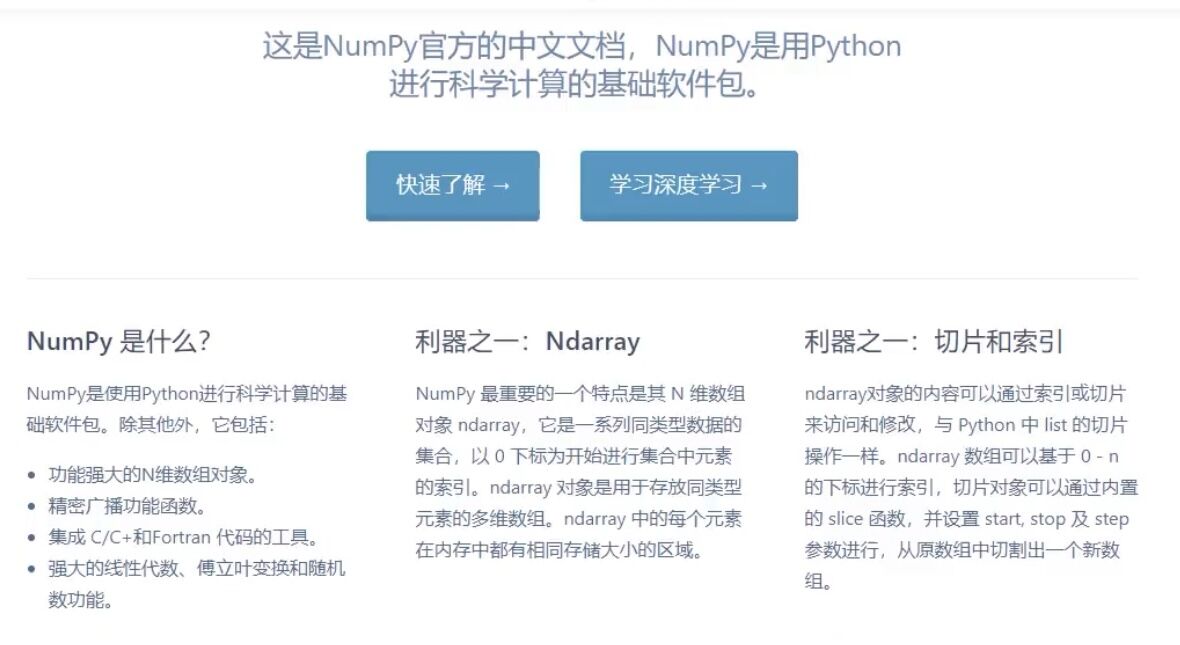 这是NumPy官方的中文文档，NumPy是用Python
进行科学计算的基础软件包。
快速了解 →
学习深度学习 →
NumPy 是什么？
NumPy是使用Python进行科学计算的基
础软件包。除其他外，它包括：
• 功能强大的N维数组对象。
• 精密广播功能函数。
• 集成 C/C+和Fortran 代码的工具。
• 强大的线性代数、傅立叶变换和随机
数功能。
利器之一：Ndarray
NumPy 最重要的一个特点是其 N 维数组
对象 ndarray，它是一系列同类型数据的
集合，以 0 下标为开始进行集合中元素
的索引。ndarray 对象是用于存放同类型
元素的多维数组。ndarray 中的每个元素
在内存中都有相同存储大小的区域。
利器之一：切片和索引
ndarray对象的内容可以通过索引或切片
来访问和修改，与 Python 中 list 的切片
操作一样。ndarray 数组可以基于 0 - n
的下标进行索引，切片对象可以通过内置
的 slice 函数，并设置 start, stop 及 step
参数进行，从原数组中切割出一个新数
组。